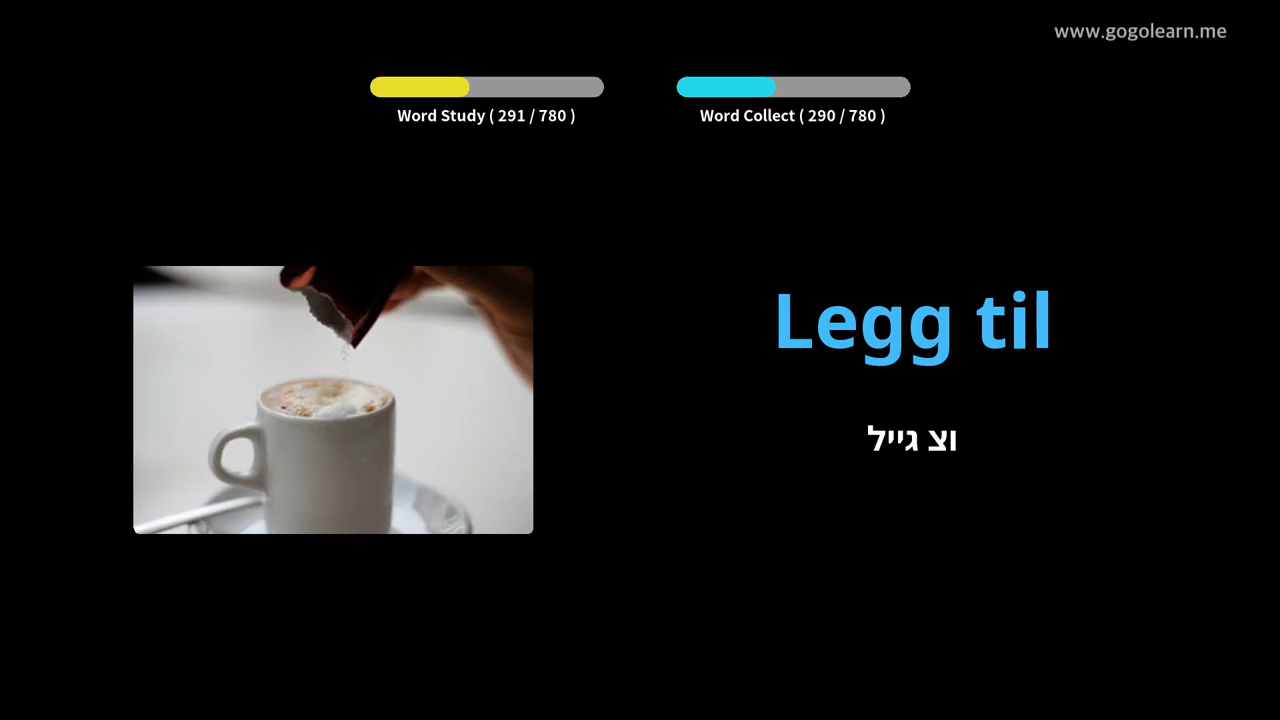 www.gogolearn.me
Word Study ( 291 / 780 )
Word Collect ( 290 / 780 )
Legg til
וצ גייל